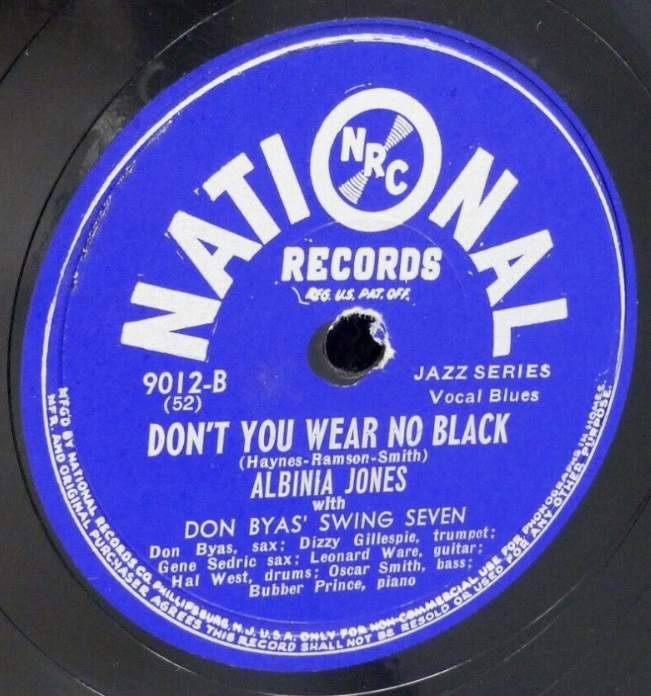 NATIONAL
NRC
RECORDS
REG. U.S. PAT. OFF.
9012-B
(52)
JAZZ SERIES
Vocal Blues
DON'T YOU WEAR NO BLACK
(Haynes-Ramson-Smith)
ALBINIA JONES
with
DON BYAS' SWING SEVEN
Don Byas, sax; Dizzy Gillespie, trumpet;
Gene Sedric sax; Leonard Ware, guitar;
Hal West, drums; Oscar Smith, bass;
Bubber Prince, piano
MFG'D BY NATIONAL RECORDS CO. PHILLIPSBURG, N.J. U.S.A. ONLY FOR NON-COMMERCIAL USE FOR PHONOGRAPHS IN HOMES.
MFR. AND ORIGINAL PURCHASER AGREES THIS RECORD SHALL NOT BE RESOLD OR USED FOR ANY OTHER PURPOSE.